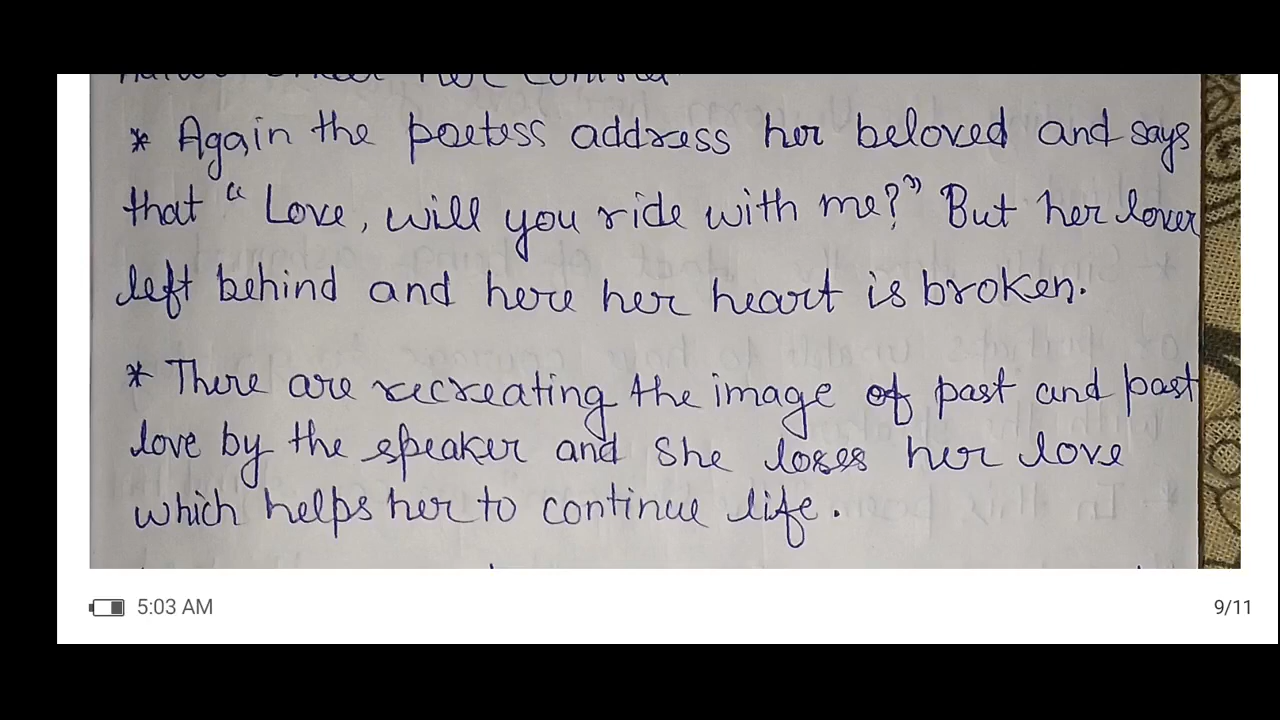 * Again the poetess address her beloved and says
that "Love, will you ride with me?" But her lover
left behind and here her heart is broken.
* There are recreating the image of past and past
love by the speaker and she loses her love
which helps her to continue life.
5:03 AM
9/11